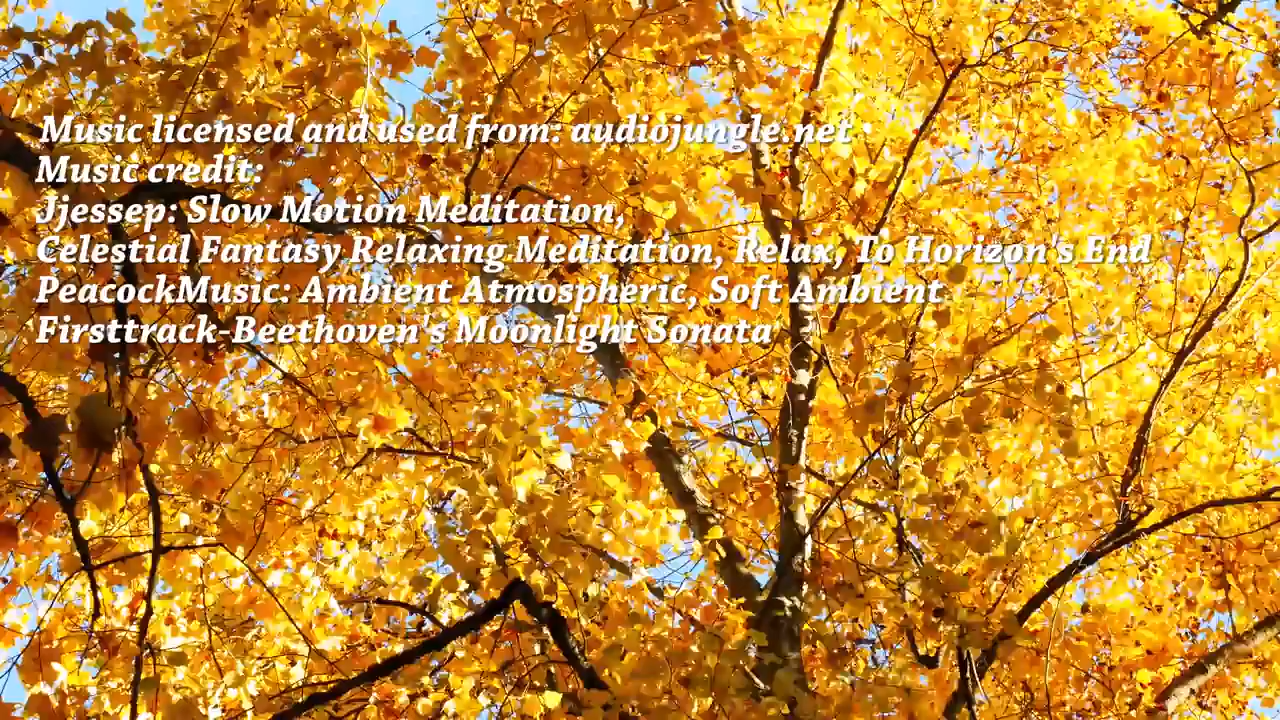 Music licensed and used from: audiojungle.net
Music credit:
Jjessep: Slow Motion Meditation,
Celestial Fantasy Relaxing Meditation, Relax, To Horizon's End
PeacockMusic: Ambient Atmospheric, Soft Ambient
Firsttrack-Beethoven's Moonlight Sonata